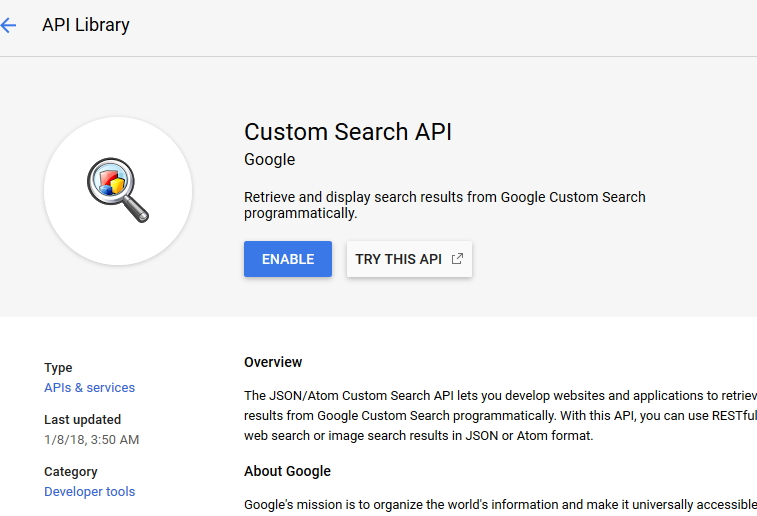 API Library
Custom Search API
Google
Retrieve and display search results from Google Custom Search
programmatically.
ENABLE
TRY THIS API
Type
APIs & services
Last updated
1/8/18, 3:50 AM
Category
Developer tools
Overview
The JSON/Atom Custom Search API lets you develop websites and applications to retriev
results from Google Custom Search programmatically. With this API, you can use RESTful
web search or image search results in JSON or Atom format.
About Google
Google's mission is to organize the world's information and make it universally accessible